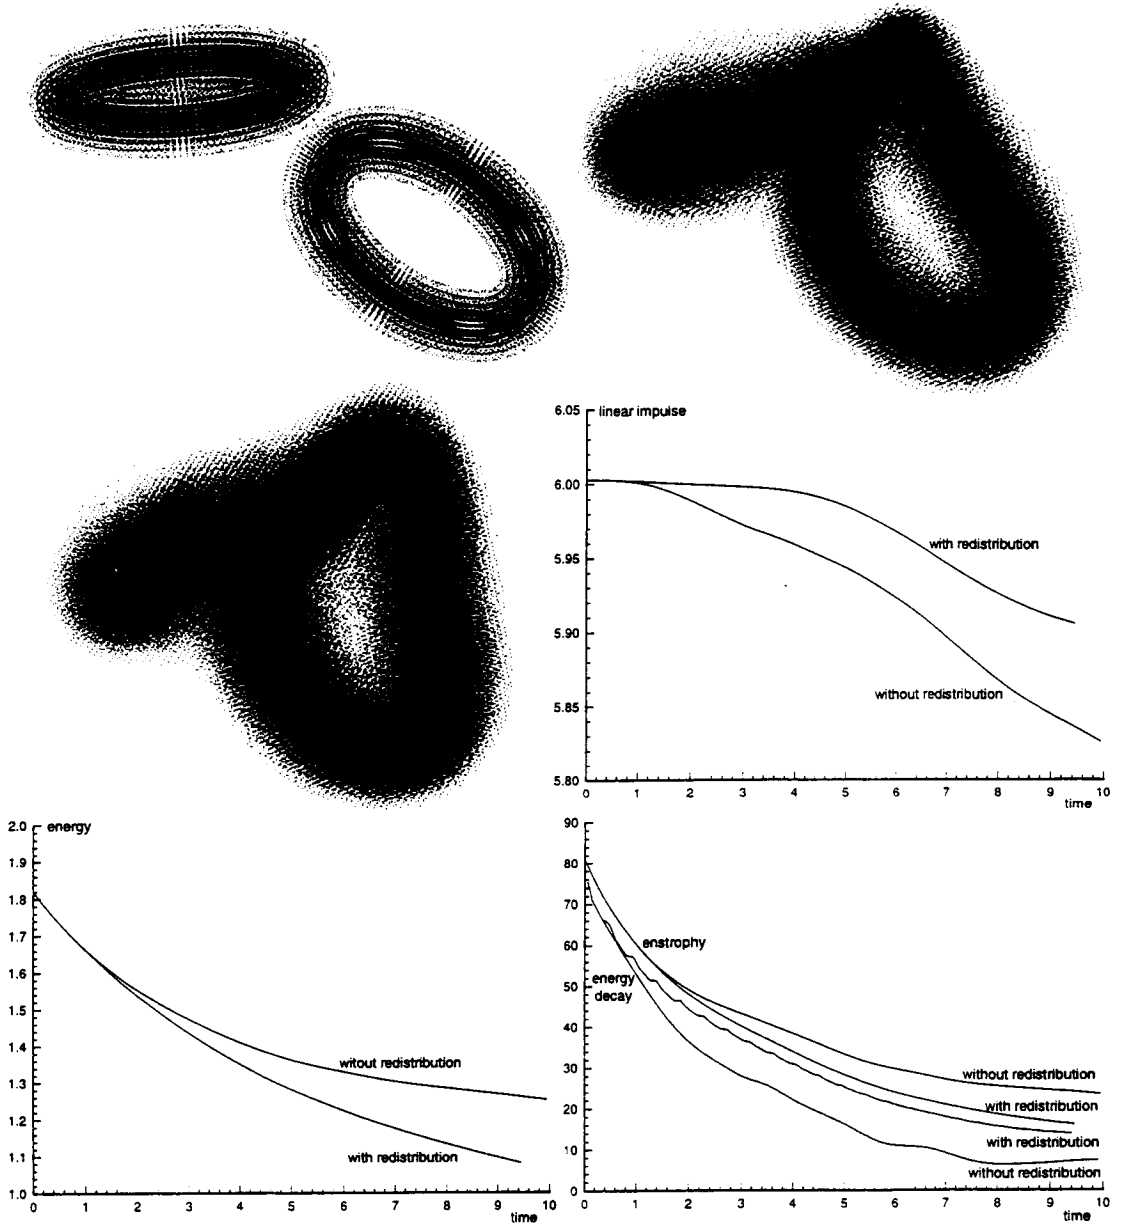 6.05
linear impulse
6.00
with redistribution
5.95
5.90
without redistribution
5.85
5.80
0 1 2 3 4 5 6 7 8 9 10
time
2.0
energy
1.9
1.8
1.7
1.6
1.5
1.4
witout redistribution
1.3
1.2
with redistribution
1.1
1.0
0 1 2 3 4 5 6 7 8 9 10
time
90
80
70
60
enstrophy
energy
decay
50
40
30
without redistribution
20
with redistribution
10
with redistribution
without redistribution
0
0 1 2 3 4 5 6 7 8 9 10
time